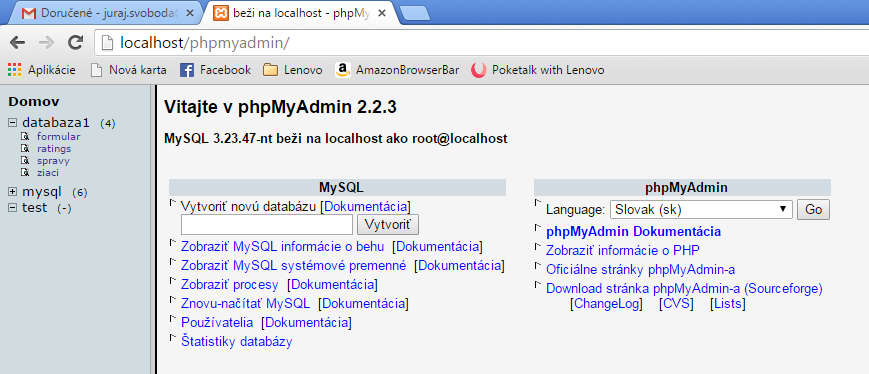 Doručené - juraj.svoboda
beží na localhost - phpMy
localhost/phpmyadmin/
Aplikácie
Nová karta
Facebook
Lenovo
AmazonBrowserBar
Poketalk with Lenovo
Domov
databaza1 (4)
formular
ratings
spravy
ziaci
mysql (6)
test (-)
Vitajte v phpMyAdmin 2.2.3
MySQL 3.23.47-nt beží na localhost ako root@localhost
MySQL
Vytvoriť novú databázu [Dokumentácia]
Vytvoriť
Zobraziť MySQL informácie o behu [Dokumentácia]
Zobraziť MySQL systémové premenné [Dokumentácia]
Zobraziť procesy [Dokumentácia]
Znovu-načítať MySQL [Dokumentácia]
Používatelia [Dokumentácia]
Štatistiky databázy
phpMyAdmin
Language: Slovak (sk) Go
phpMyAdmin Dokumentácia
Zobraziť informácie o PHP
Oficiálne stránky phpMyAdmin-a
Download stránka phpMyAdmin-a (Sourceforge)
[ChangeLog] [CVS] [Lists]